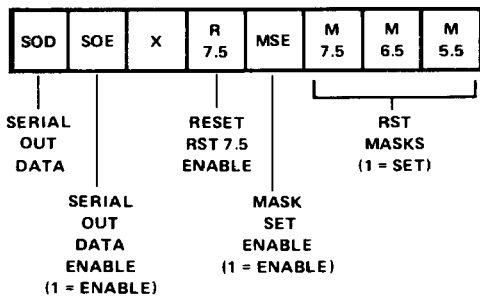 SOD SOE X R 7.5 MSE M 7.5 M 6.5 M 5.5
SERIAL
OUT
DATA
RESET
RST 7.5
ENABLE
RST
MASKS
(1 = SET)
SERIAL
OUT
DATA
ENABLE
(1 = ENABLE)
MASK
SET
ENABLE
(1 = ENABLE)